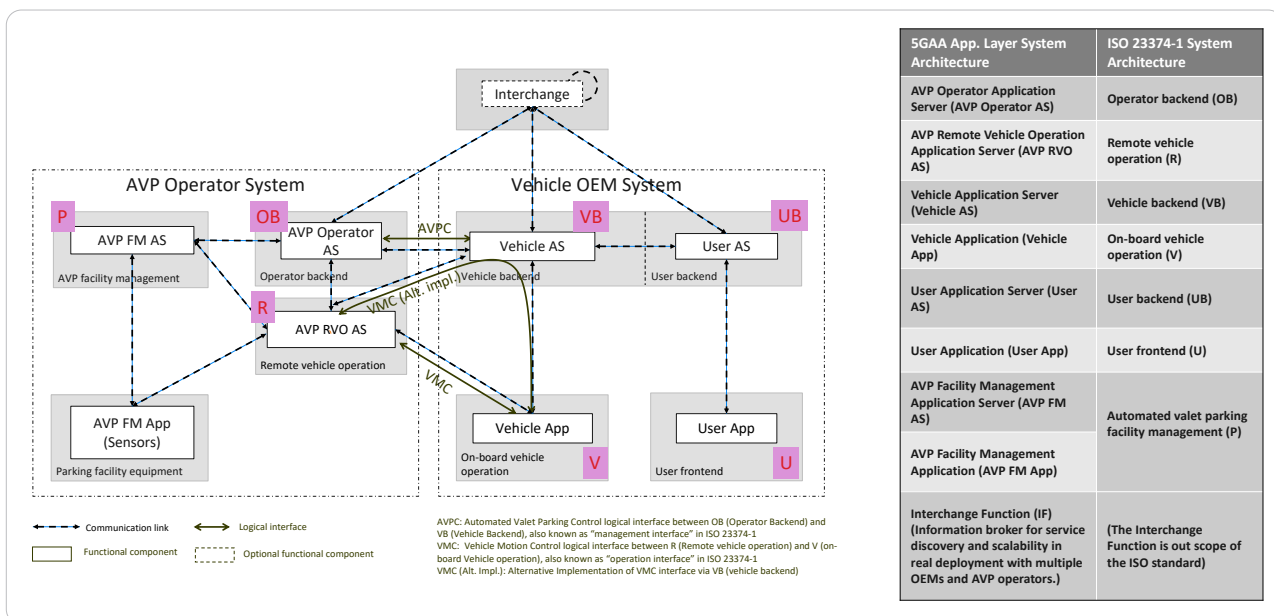 Interchange
AVP Operator System
Vehicle OEM System
P
AVP FM AS
AVP facility management
OB
AVP Operator
AS
Operator backend
AVPC
VB
Vehicle AS
Vehicle backend
UB
User AS
User backend
VMC (Alt. impl.)
R
AVP RVO AS
Remote vehicle operation
VMC
AVP FM App
(Sensors)
Parking facility equipment
Vehicle App
On-board vehicle
operation
V
User App
User frontend
U
Communication link
Logical interface
Functional component
Optional functional component
AVPC: Automated Valet Parking Control logical interface between OB (Operator Backend) and
VB (Vehicle Backend), also known as “management interface” in ISO 23374-1
VMC: Vehicle Motion Control logical interface between R (Remote vehicle operation) and V (on-
board Vehicle operation), also known as “operation interface” in ISO 23374-1
VMC (Alt. Impl.): Alternative Implementation of VMC interface via VB (vehicle backend)
5GAA App. Layer System
Architecture
ISO 23374-1 System
Architecture
AVP Operator Application
Server (AVP Operator AS)
Operator backend (OB)
AVP Remote Vehicle Operation
Application Server (AVP RVO
AS)
Remote vehicle
operation (R)
Vehicle Application Server
(Vehicle AS)
Vehicle backend (VB)
Vehicle Application (Vehicle
App)
On-board vehicle
operation (V)
User Application Server (User
AS)
User backend (UB)
User Application (User App)
User frontend (U)
AVP Facility Management
Application Server (AVP FM
AS)
Automated valet parking
facility management (P)
AVP Facility Management
Application (AVP FM App)
Interchange Function (IF)
(Information broker for service
discovery and scalability in
real deployment with multiple
OEMs and AVP operators.)
(The Interchange
Function is out scope of
the ISO standard)